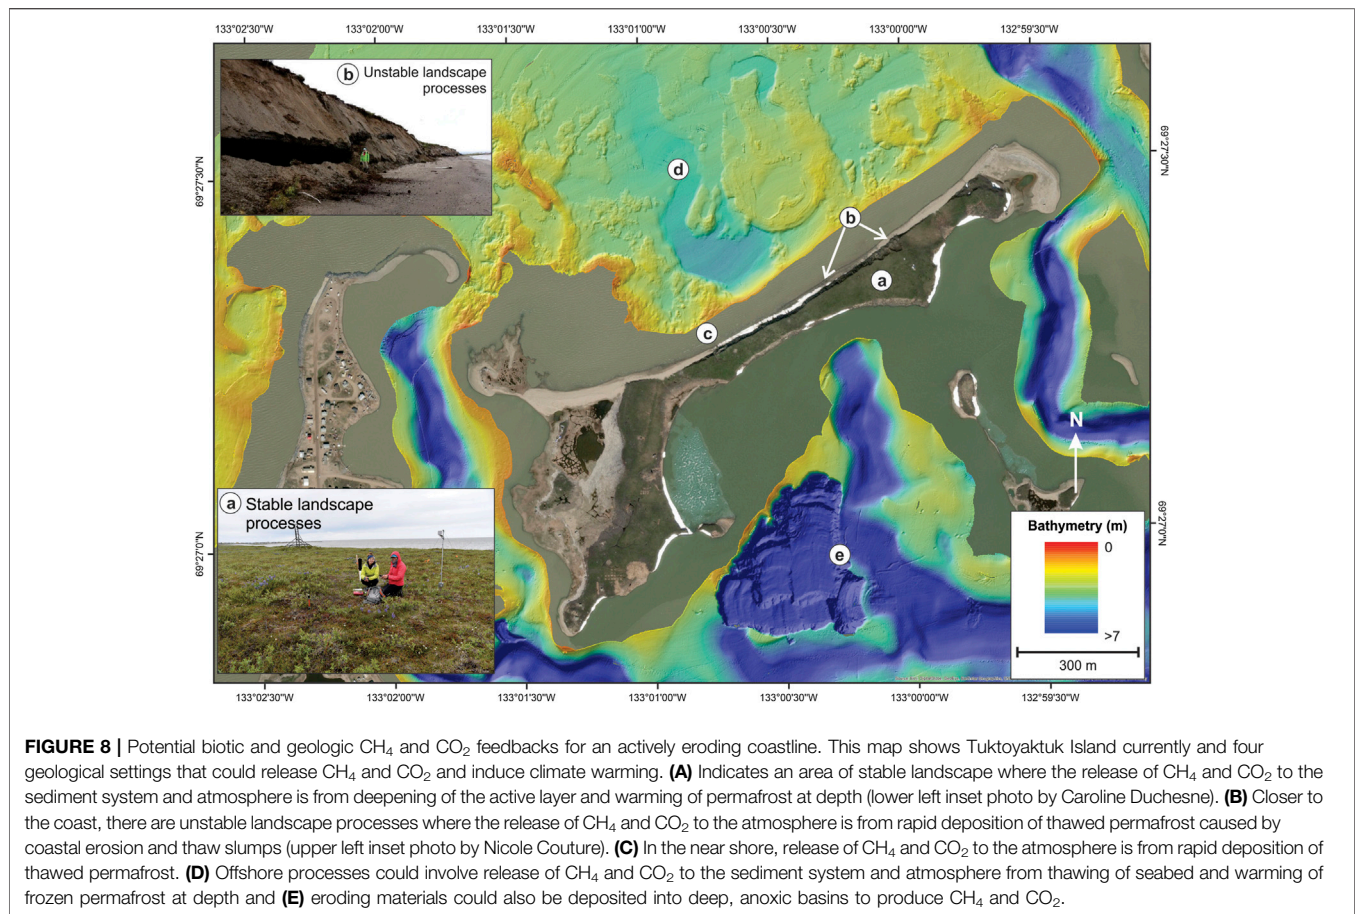 133°02'30"W 133°02'00"W 133°01'30"W 133°01'00"W 133°00'30"W 133°00'00"W 132°59'30"W
b Unstable landscape
processes
69°27'30"N
69°27'30"N
d
b
a
c
N
a Stable landscape
processes
69°27'0"N
69°27'0"N
e
Bathymetry (m)
0
>7
300 m
133°02'30"W 133°02'00"W 133°01'30"W 133°01'00"W 133°00'30"W 133°00'00"W 132°59'30"W
FIGURE 8 | Potential biotic and geologic CH₄ and CO₂ feedbacks for an actively eroding coastline. This map shows Tuktoyaktuk Island currently and four
geological settings that could release CH₄ and CO₂ and induce climate warming. (A) Indicates an area of stable landscape where the release of CH₄ and CO₂ to the
sediment system and atmosphere is from deepening of the active layer and warming of permafrost at depth (lower left inset photo by Caroline Duchesne). (B) Closer to
the coast, there are unstable landscape processes where the release of CH₄ and CO₂ to the atmosphere is from rapid deposition of thawed permafrost caused by
coastal erosion and thaw slumps (upper left inset photo by Nicole Couture). (C) In the near shore, release of CH₄ and CO₂ to the atmosphere is from rapid deposition of
thawed permafrost. (D) Offshore processes could involve release of CH₄ and CO₂ to the sediment system and atmosphere from thawing of seabed and warming of
frozen permafrost at depth and (E) eroding materials could also be deposited into deep, anoxic basins to produce CH₄ and CO₂.